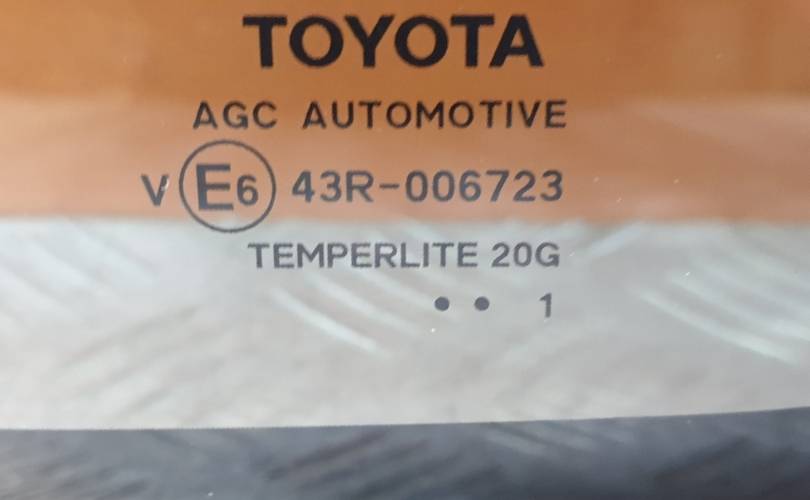 TOYOTA
AGC AUTOMOTIVE
V E6 43R-006723
TEMPERLITE 20G
• • 1